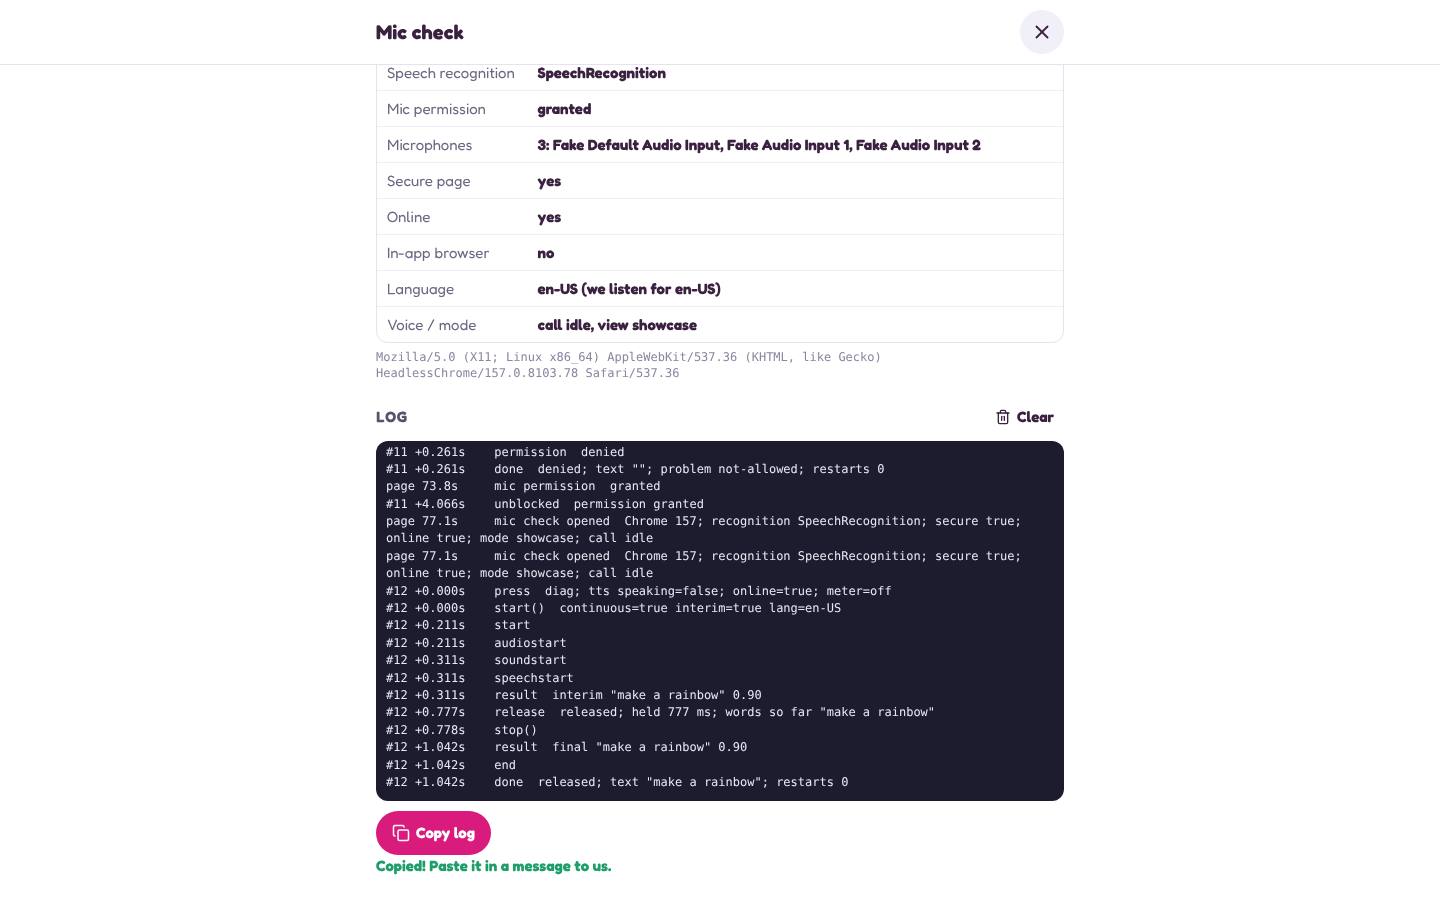 Mic check
Speech recognition SpeechRecognition
Mic permission granted
Microphones 3: Fake Default Audio Input, Fake Audio Input 1, Fake Audio Input 2
Secure page yes
Online yes
In-app browser no
Language en-US (we listen for en-US)
Voice / mode call idle, view showcase
Mozilla/5.0 (X11; Linux x86_64) AppleWebKit/537.36 (KHTML, like Gecko)
HeadlessChrome/157.0.8103.78 Safari/537.36
LOG
Clear
#11 +0.261s permission denied
#11 +0.261s done denied; text ""; problem not-allowed; restarts 0
page 73.8s mic permission granted
#11 +4.066s unblocked permission granted
page 77.1s mic check opened Chrome 157; recognition SpeechRecognition; secure true;
online true; mode showcase; call idle
page 77.1s mic check opened Chrome 157; recognition SpeechRecognition; secure true;
online true; mode showcase; call idle
#12 +0.000s press diag; tts speaking=false; online=true; meter=off
#12 +0.000s start() continuous=true interim=true lang=en-US
#12 +0.211s start
#12 +0.211s audiostart
#12 +0.311s soundstart
#12 +0.311s speechstart
#12 +0.311s result interim "make a rainbow" 0.90
#12 +0.777s release released; held 777 ms; words so far "make a rainbow"
#12 +0.778s stop()
#12 +1.042s result final "make a rainbow" 0.90
#12 +1.042s end
#12 +1.042s done released; text "make a rainbow"; restarts 0
Copy log
Copied! Paste it in a message to us.